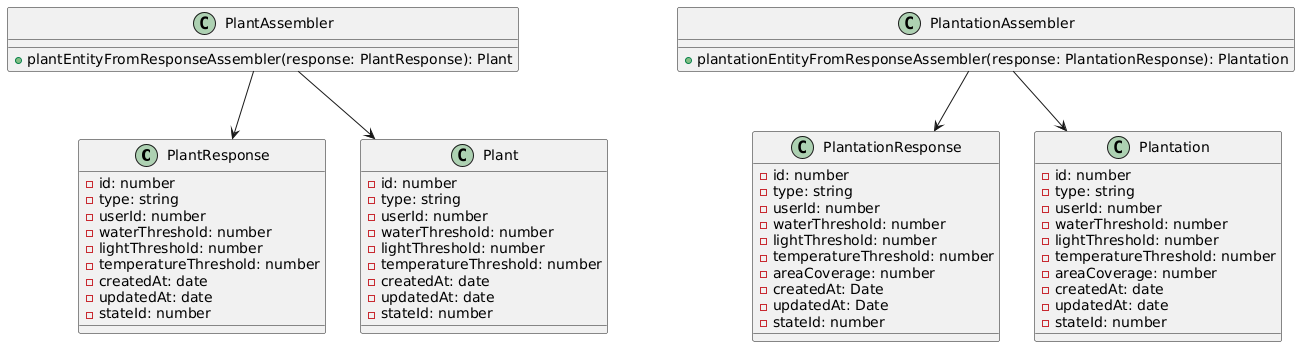 C PlantAssembler
plantEntityFromResponseAssembler(response: PlantResponse): Plant
C PlantationAssembler
plantationEntityFromResponseAssembler(response: PlantationResponse): Plantation
C PlantResponse
id: number
type: string
userId: number
waterThreshold: number
lightThreshold: number
temperatureThreshold: number
createdAt: date
updatedAt: date
stateId: number
C Plant
id: number
type: string
userId: number
waterThreshold: number
lightThreshold: number
temperatureThreshold: number
createdAt: date
updatedAt: date
stateId: number
C PlantationResponse
id: number
type: string
userId: number
waterThreshold: number
lightThreshold: number
temperatureThreshold: number
areaCoverage: number
createdAt: Date
updatedAt: Date
stateId: number
C Plantation
id: number
type: string
userId: number
waterThreshold: number
lightThreshold: number
temperatureThreshold: number
areaCoverage: number
createdAt: date
updatedAt: date
stateId: number